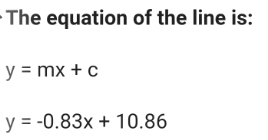 The equation of the line is:
y = mx + c
y = -0.83x + 10.86